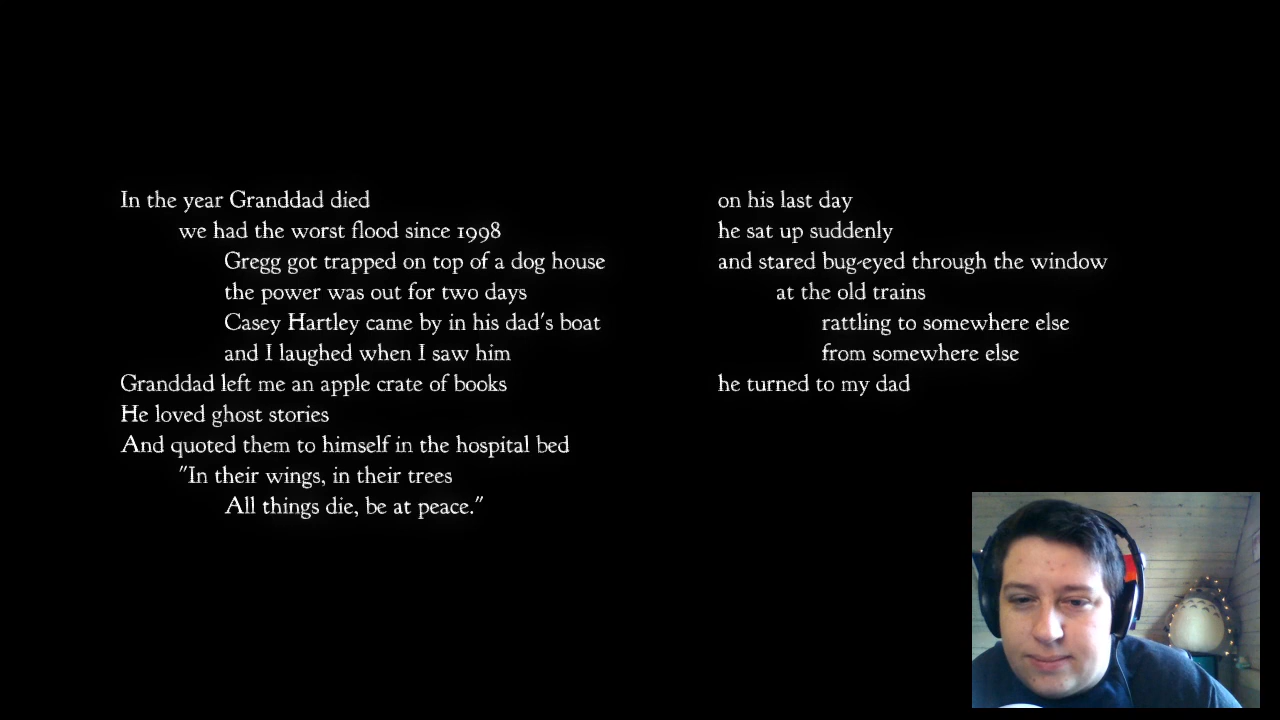 In the year Granddad died
we had the worst flood since 1998
Gregg got trapped on top of a dog house
the power was out for two days
Casey Hartley came by in his dad's boat
and I laughed when I saw him
Granddad left me an apple crate of books
He loved ghost stories
And quoted them to himself in the hospital bed
"In their wings, in their trees
All things die, be at peace."
on his last day
he sat up suddenly
and stared bug-eyed through the window
at the old trains
rattling to somewhere else
from somewhere else
he turned to my dad